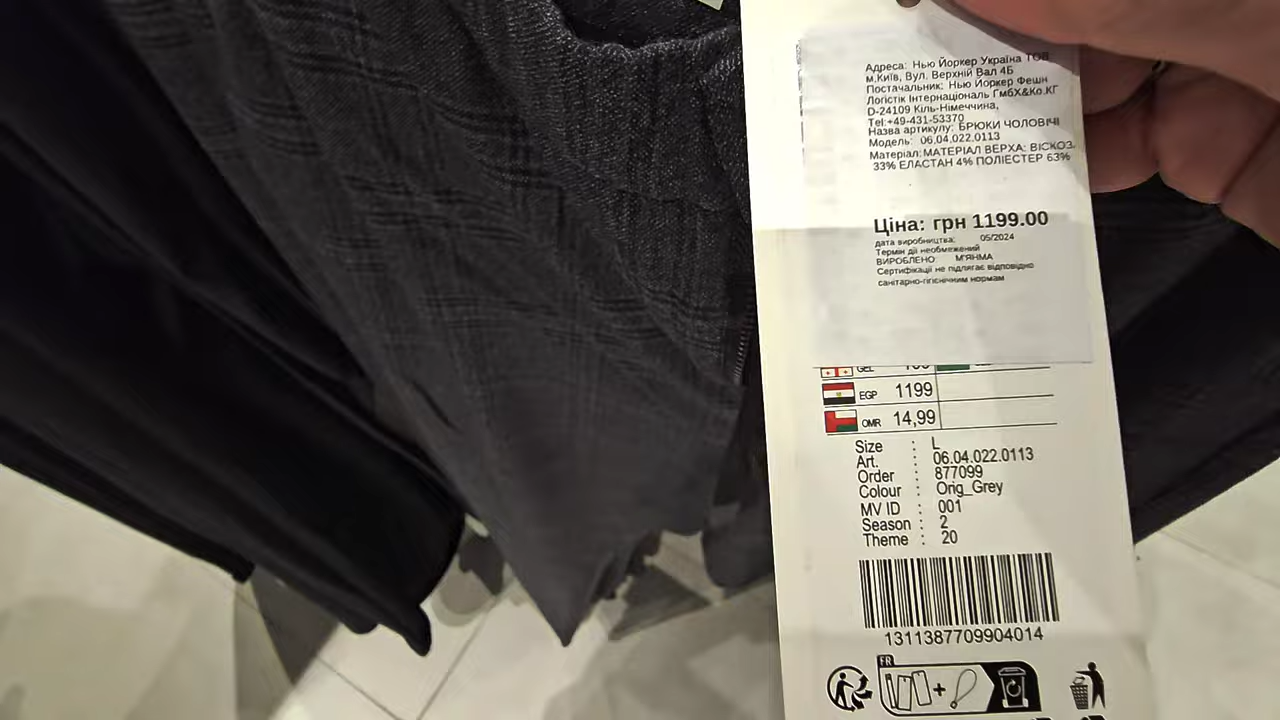 Адреса: Нью Йоркер Україна ТОВ
м.Київ, Вул. Верхній Вал 4Б
Постачальник: Нью Йоркер Фешн
Логістік Інтернаціональ ГмбХ&Ко.КГ
D-24109 Кіль-Німеччина,
Tel:+49-431-53370
Назва артикулу: БРЮКИ ЧОЛОВІЧІ
Модель: 06.04.022.0113
Матеріал: МАТЕРІАЛ ВЕРХА: ВІСКОЗ
33% ЕЛАСТАН 4% ПОЛІЕСТЕР 63%
Ціна: грн 1199.00
дата виробництва: 05/2024
Термін дії необмежений
ВИРОБЛЕНО М'ЯНМА
Сертифікації не підлягає відповідно
санітарно-гігієнічним нормам
GEL
EGP 1199
OMR 14,99
Size : L
Art. : 06.04.022.0113
Order : 877099
Colour : Orig_Grey
MV ID : 001
Season : 2
Theme : 20
1311387709904014
FR